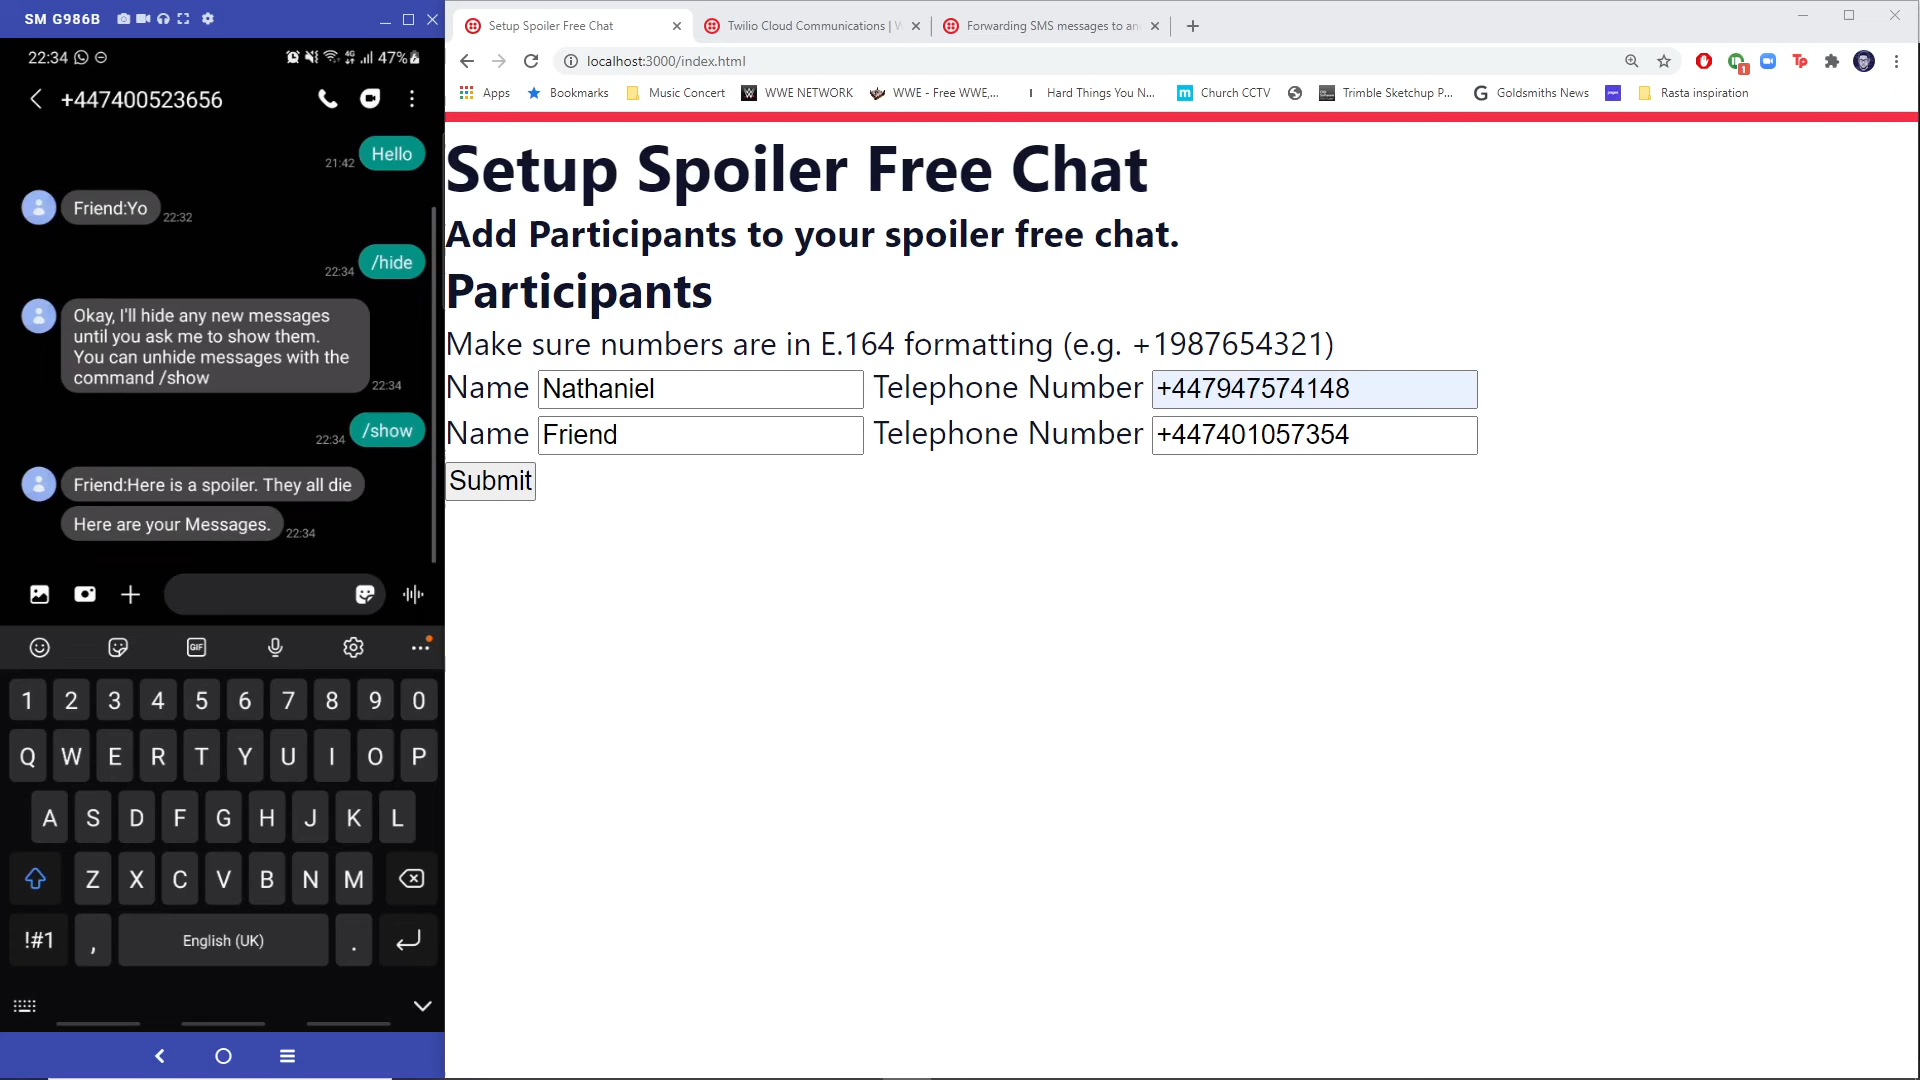 SM G986B
22:34
4G
47%
+447400523656
Hello
21:42
Friend:Yo
22:32
/hide
22:34
Okay, I'll hide any new messages
until you ask me to show them.
You can unhide messages with the
command /show
22:34
/show
22:34
Friend:Here is a spoiler. They all die
Here are your Messages.
22:34
GIF
1 2 3 4 5 6 7 8 9 0
Q W E R T Y U I O P
A S D F G H J K L
Z X C V B N M
!#1 , English (UK) .
Setup Spoiler Free Chat
Twilio Cloud Communications |
Forwarding SMS messages to an
localhost:3000/index.html
1
Tp
Apps
Bookmarks
Music Concert
WWE NETWORK
WWE - Free WWE,...
Hard Things You N...
Church CCTV
Trimble Sketchup P...
Goldsmiths News
Rasta inspiration
Setup Spoiler Free Chat
Add Participants to your spoiler free chat.
Participants
Make sure numbers are in E.164 formatting (e.g. +1987654321)
Name Nathaniel Telephone Number +447947574148
Name Friend Telephone Number +447401057354
Submit